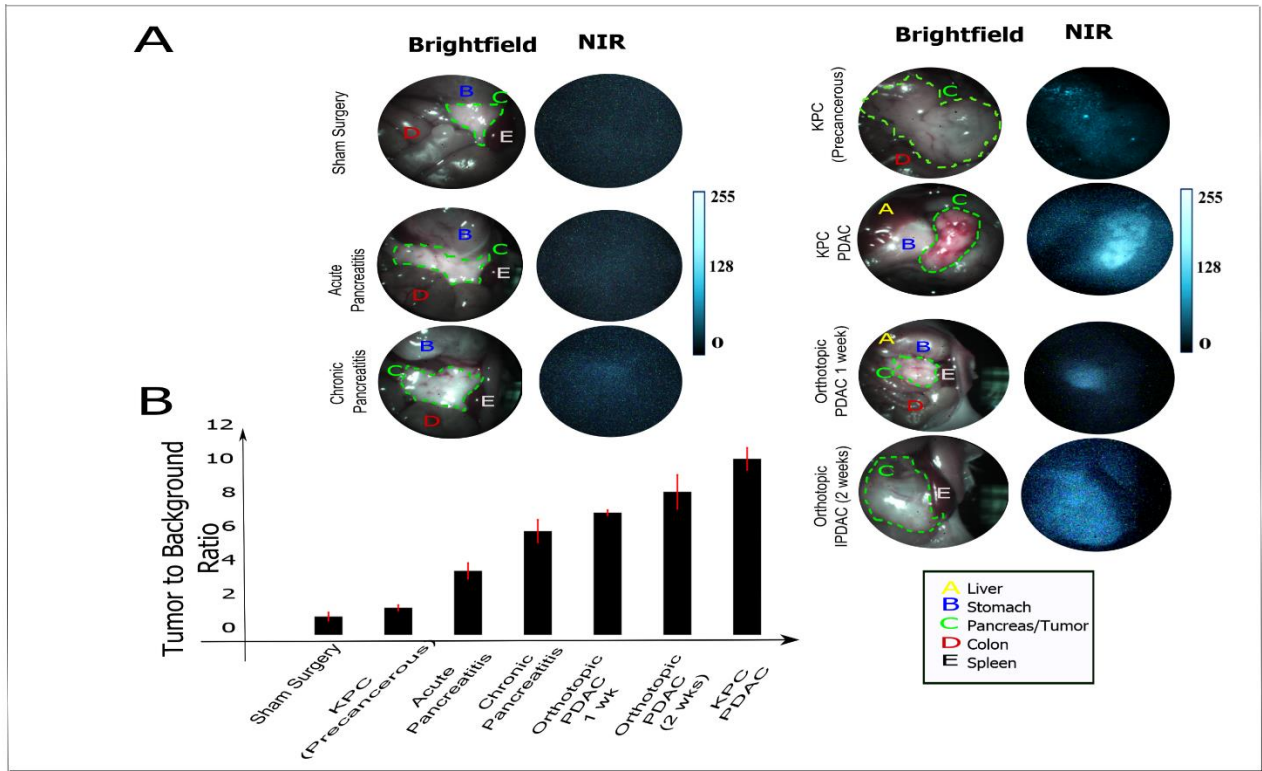 A
Brightfield NIR
Brightfield NIR
Sham Surgery
B
C
D
E
Acute
Pancreatitis
B
C
E
D
Chronic
Pancreatitis
B
C
E
D
255
128
0
KPC
(Precancerous)
C
D
KPC
PDAC
A
C
B
255
128
0
Orthotopic
PDAC 1 week)
A
B
C
E
D
Orthotopic
IPDAC (2 weeks)
C
E
B
Tumor to Background
Ratio
12
10
8
6
4
2
0
Sham Surgery
KPC
(Precancerous)
Acute
Pancreatitis
Chronic
Pancreatitis
Orthotopic
PDAC
1 wk
Orthotopic
PDAC
(2 wks)
KPC
PDAC
A Liver
B Stomach
C Pancreas/Tumor
D Colon
E Spleen